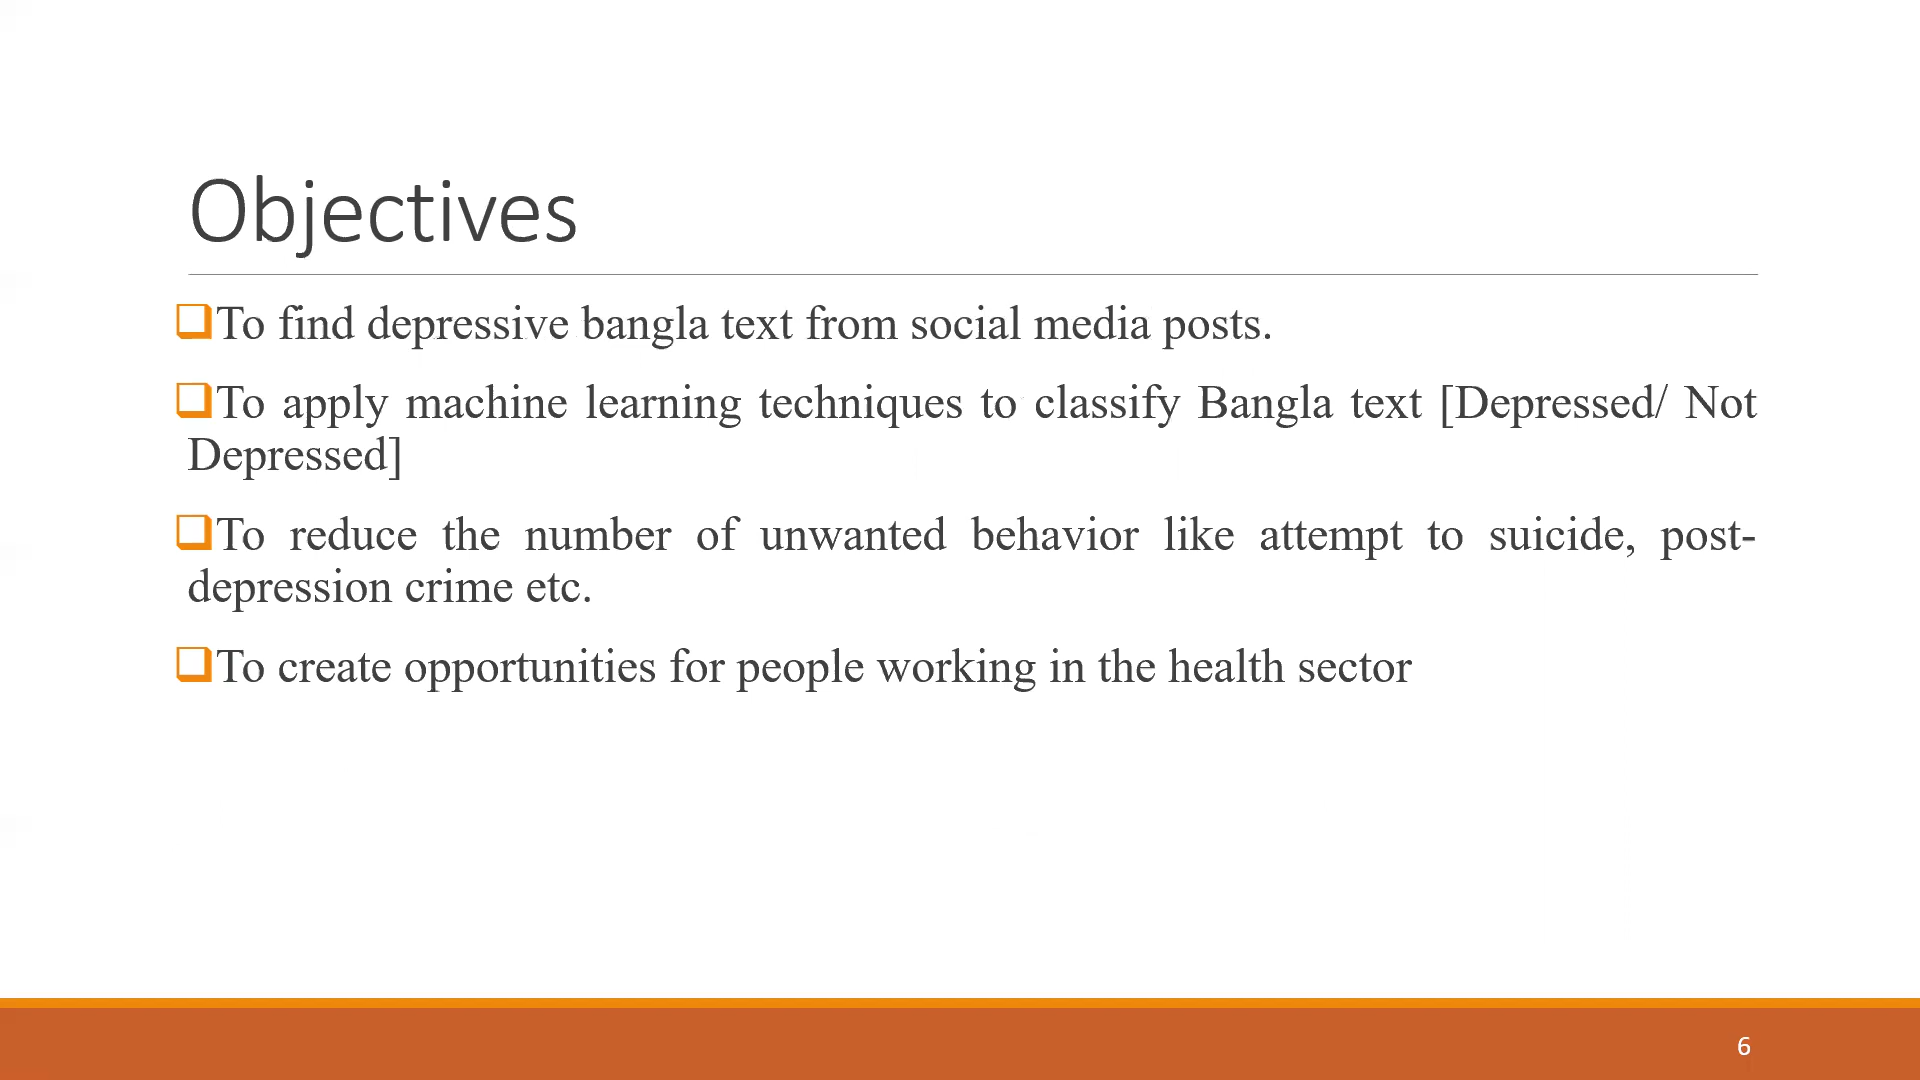 Objectives
To find depressive bangla text from social media posts.
To apply machine learning techniques to classify Bangla text [Depressed/ Not
Depressed]
To reduce the number of unwanted behavior like attempt to suicide, post-
depression crime etc.
To create opportunities for people working in the health sector
6